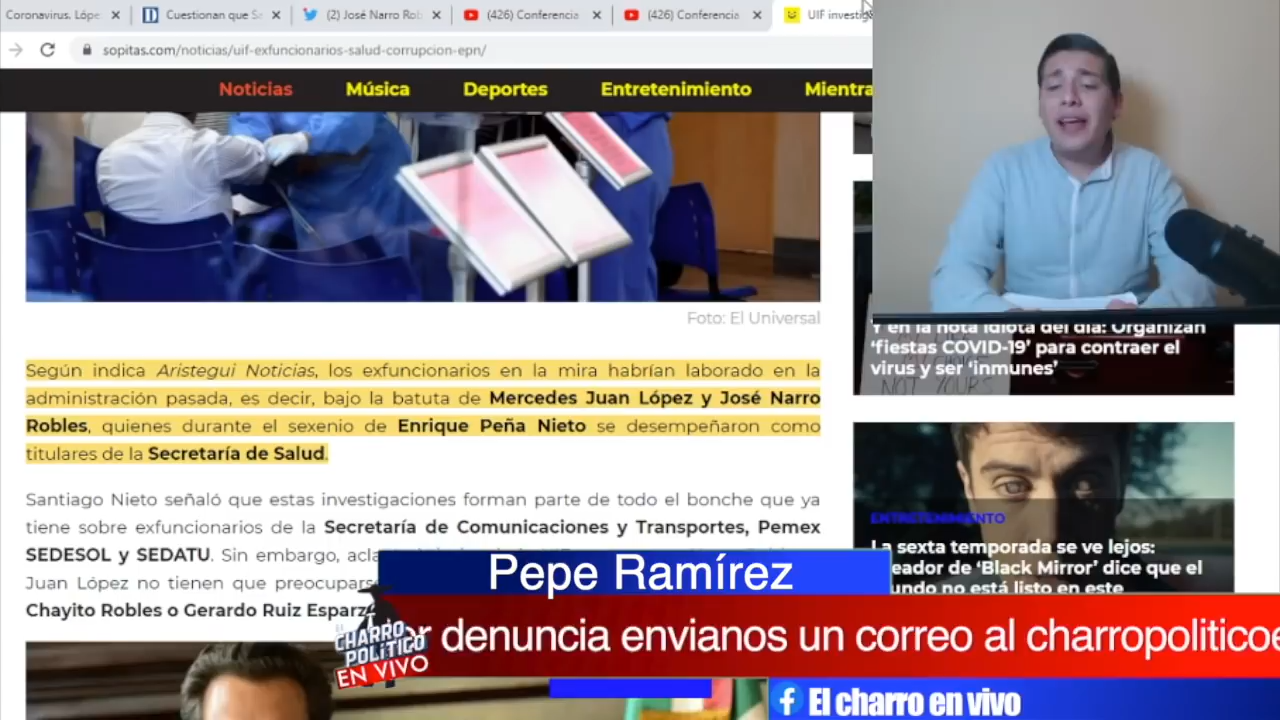 Coronavirus. Lópe
Cuestionan que Sa
(2) José Narro Rob
(426) Conferencia
(426) Conferencia
UIF investig
sopitas.com/noticias/uif-exfuncionarios-salud-corrupcion-epn/
Noticias
Música
Deportes
Entretenimiento
Mientra
Foto: El Universal
Según indica Aristegui Noticias, los exfuncionarios en la mira habrían laborado en la
administración pasada, es decir, bajo la batuta de Mercedes Juan López y José Narro
Robles, quienes durante el sexenio de Enrique Peña Nieto se desempeñaron como
titulares de la Secretaría de Salud.
Santiago Nieto señaló que estas investigaciones forman parte de todo el bonche que ya
tiene sobre exfuncionarios de la Secretaría de Comunicaciones y Transportes, Pemex
SEDESOL y SEDATU. Sin embargo,
Juan López no tienen que preocupars
Chayito Robles o Gerardo Ruiz Esparz
Y en la nota idiota del día: Organizan
‘fiestas COVID-19’ para contraer el
virus y ser ‘inmunes’
NOT YOURS
ENTRETENIMIENTO
La sexta temporada se ve lejos:
eador de ‘Black Mirror’ dice que el
undo no está listo en este
Pepe Ramírez
denuncia envianos un correo al charropolitico
CHARRO
POLÍTICO
EN VIVO
El charro en vivo